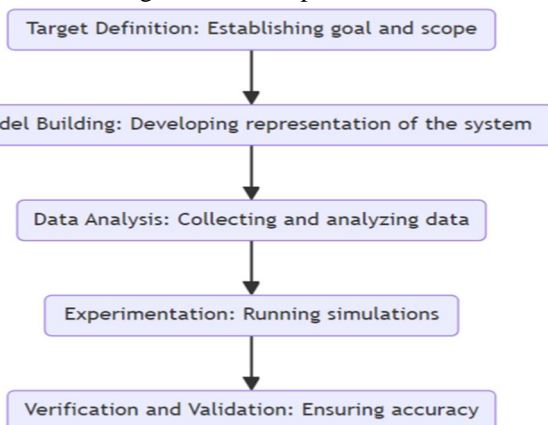 Target Definition: Establishing goal and scope
del Building: Developing representation of the system
Data Analysis: Collecting and analyzing data
Experimentation: Running simulations
Verification and Validation: Ensuring accuracy